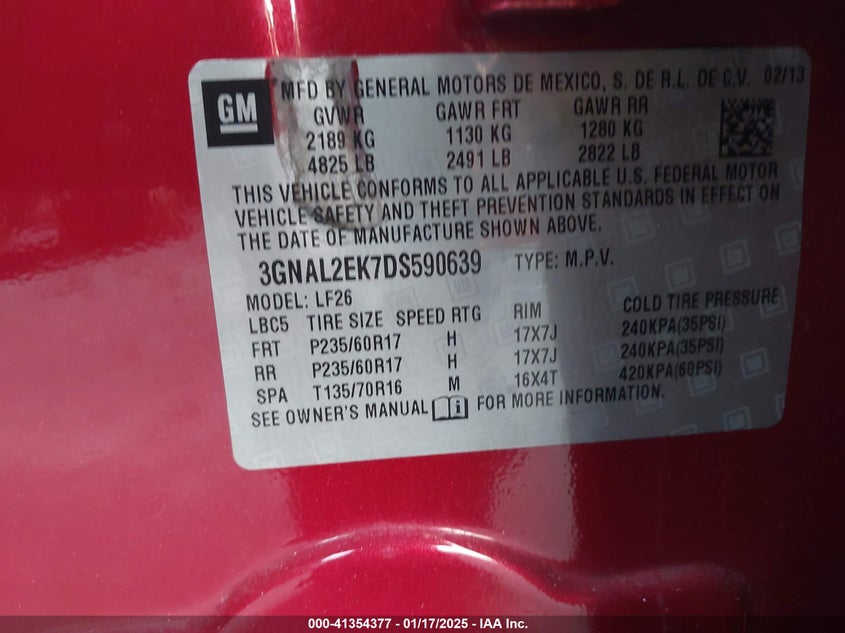 GM
MFD BY GENERAL MOTORS DE MEXICO, S. DE R.L. DE C.V. 02/13
GVWR GAWR FRT GAWR RR
2189 KG 1130 KG 1280 KG
4825 LB 2491 LB 2822 LB
THIS VEHICLE CONFORMS TO ALL APPLICABLE U.S. FEDERAL MOTOR
VEHICLE SAFETY AND THEFT PREVENTION STANDARDS IN EFFECT ON
THE DATE OF MANUFACTURE SHOWN ABOVE.
3GNAL2EK7DS590639 TYPE: M.P.V.
MODEL: LF26
LBC5 TIRE SIZE SPEED RTG RIM COLD TIRE PRESSURE
FRT P235/60R17 H 17X7J 240KPA(35PSI)
RR P235/60R17 H 17X7J 240KPA(35PSI)
SPA T135/70R16 M 16X4T 420KPA(60PSI)
SEE OWNER'S MANUAL i FOR MORE INFORMATION.
000-41354377 - 01/17/2025 - IAA Inc.